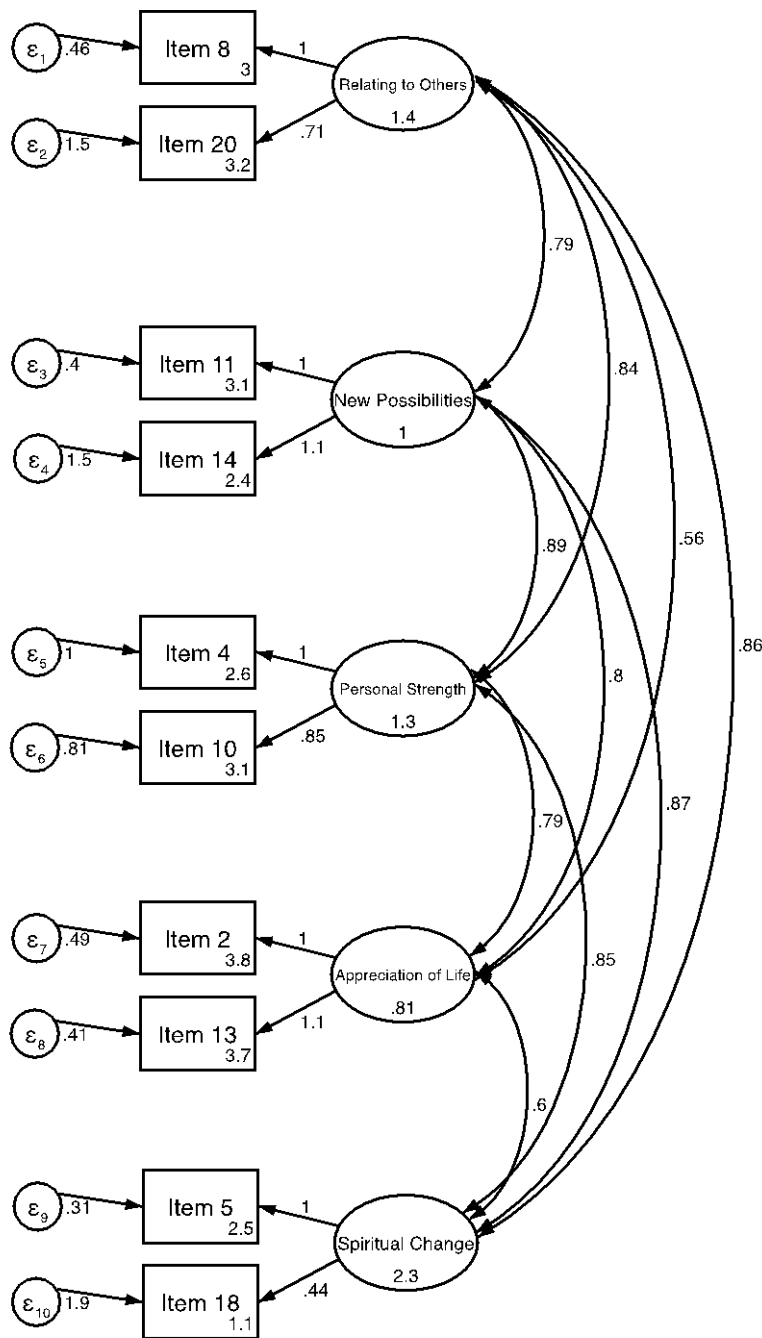 ε1 .46 Item 8 3 1 Relating to Others 1.4
ε2 1.5 Item 20 3.2 .71
.79
ε3 .4 Item 11 3.1 1 New Possibilities 1
.84
ε4 1.5 Item 14 2.4 1.1
.89
.56
ε5 1 Item 4 2.6 1 Personal Strength 1.3
.8
.86
ε6 .81 Item 10 3.1 .85
.79
.87
ε7 .49 Item 2 3.8 1 Appreciation of Life .81
.85
ε8 .41 Item 13 3.7 1.1
.6
ε9 .31 Item 5 2.5 1 Spiritual Change 2.3
ε10 1.9 Item 18 1.1 .44